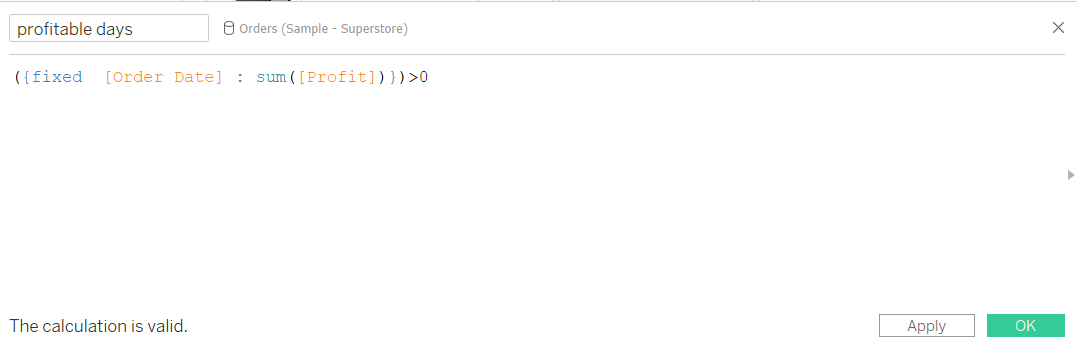 profitable days
Orders (Sample - Superstore)
({fixed  [Order Date] : sum([Profit])})>0
The calculation is valid.
Apply
OK